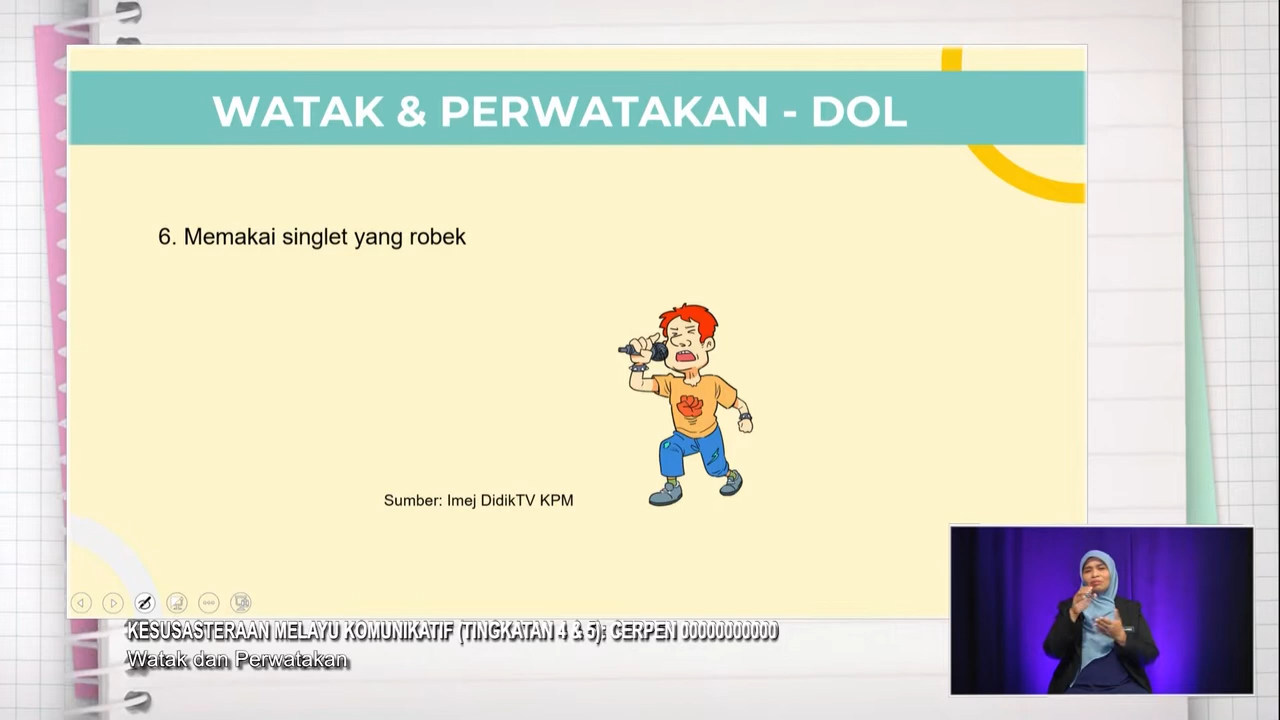 WATAK & PERWATAKAN - DOL
6. Memakai singlet yang robek
Sumber: Imej DidikTV KPM
KESUSASTERAAN MELAYU KOMUNIKATIF (TINGKATAN 4 & 5): CERPEN 00000000000
Watak dan Perwatakan